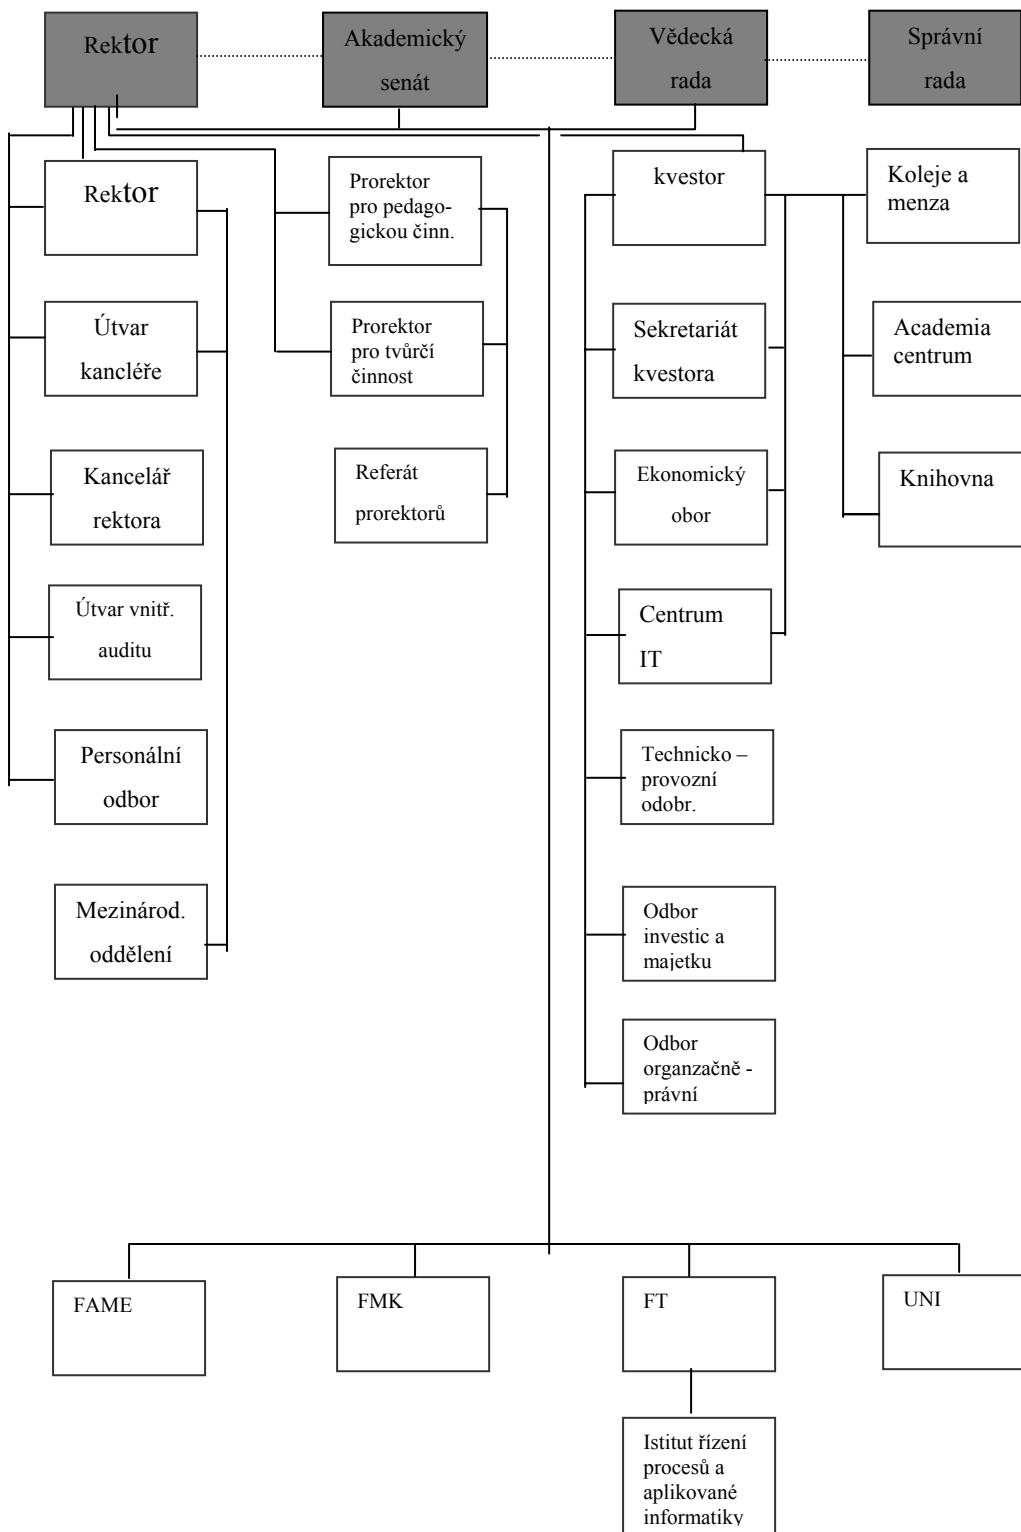 Rektor
Akademický
senát
Vědecká
rada
Správní
rada
Rektor
Prorektor
pro pedago-
gickou činn.
kvestor
Koleje a
menza
Útvar
kancléře
Prorektor
pro tvůrčí
činnost
Sekretariát
kvestora
Academia
centrum
Kancelář
rektora
Referát
prorektorů
Ekonomický
obor
Knihovna
Útvar vnitř.
auditu
Centrum
IT
Personální
odbor
Technicko –
provozní
odobr.
Mezinárod.
oddělení
Odbor
investic a
majetku
Odbor
organzačně -
právní
FAME
FMK
FT
UNI
Istitut řízení
procesů a
aplikované
informatiky